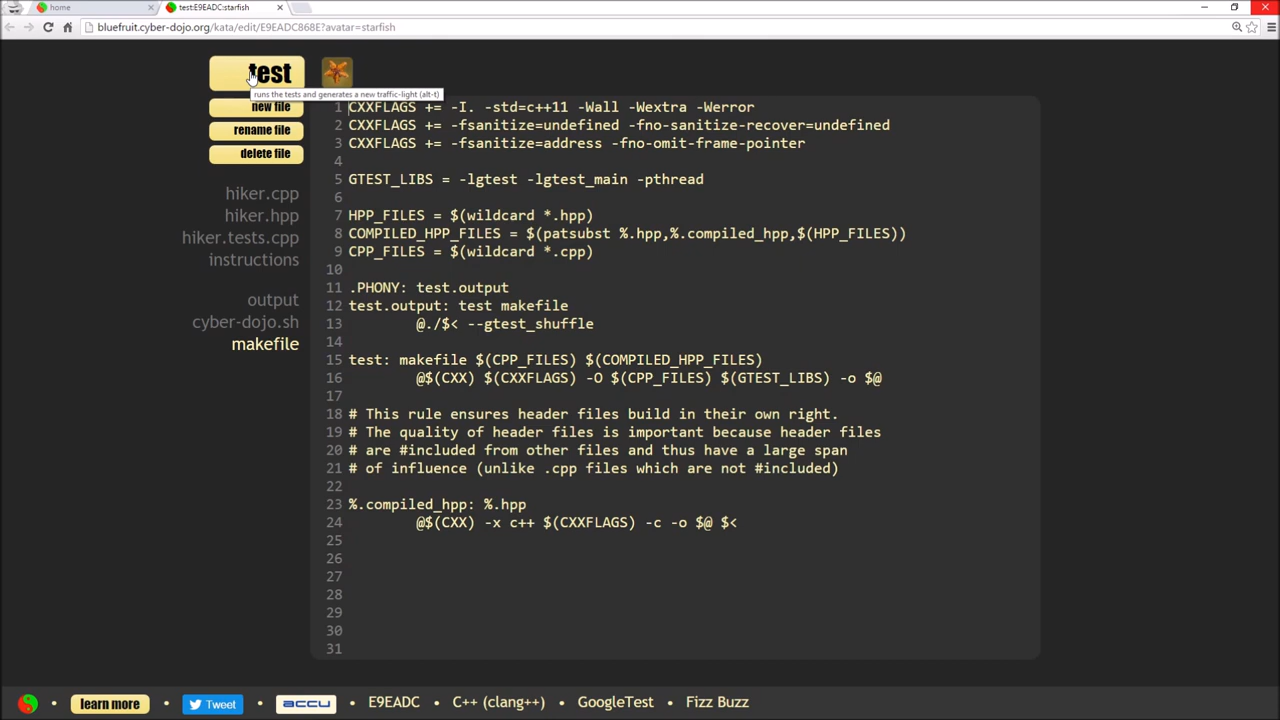 home
test:E9EADC:starfish
bluefruit.cyber-dojo.org/kata/edit/E9EADC868E?avatar=starfish
test
runs the tests and generates a new traffic-light (alt-t)
new file
rename file
delete file
hiker.cpp
hiker.hpp
hiker.tests.cpp
instructions
output
cyber-dojo.sh
makefile
1 CXXFLAGS += -I. -std=c++11 -Wall -Wextra -Werror
2 CXXFLAGS += -fsanitize=undefined -fno-sanitize-recover=undefined
3 CXXFLAGS += -fsanitize=address -fno-omit-frame-pointer
4
5 GTEST_LIBS = -lgtest -lgtest_main -pthread
6
7 HPP_FILES = $(wildcard *.hpp)
8 COMPILED_HPP_FILES = $(patsubst %.hpp,%.compiled_hpp,$(HPP_FILES))
9 CPP_FILES = $(wildcard *.cpp)
10
11 .PHONY: test.output
12 test.output: test makefile
13 @./$< --gtest_shuffle
14
15 test: makefile $(CPP_FILES) $(COMPILED_HPP_FILES)
16 @$(CXX) $(CXXFLAGS) -O $(CPP_FILES) $(GTEST_LIBS) -o $@
17
18 # This rule ensures header files build in their own right.
19 # The quality of header files is important because header files
20 # are #included from other files and thus have a large span
21 # of influence (unlike .cpp files which are not #included)
22
23 %.compiled_hpp: %.hpp
24 @$(CXX) -x c++ $(CXXFLAGS) -c -o $@ $<
25
26
27
28
29
30
31
learn more • Tweet • accu • E9EADC • C++ (clang++) • GoogleTest • Fizz Buzz